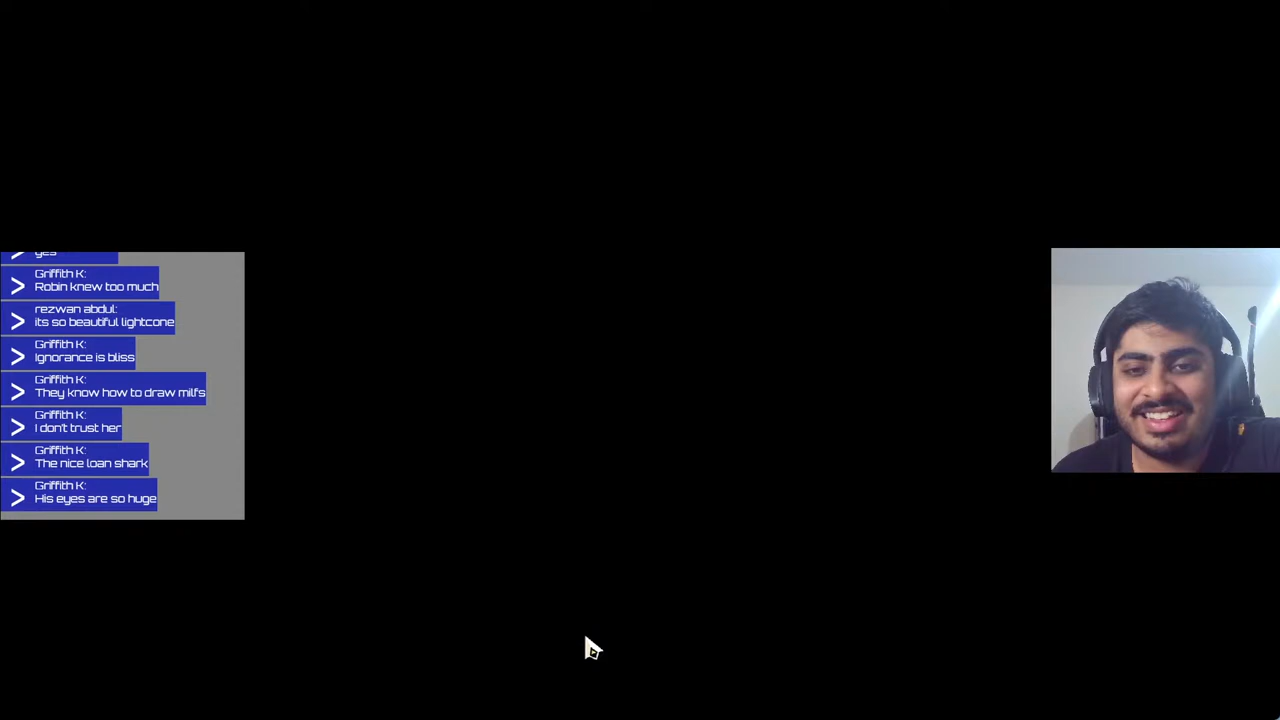 yes
Griffith K:
Robin knew too much
rezwan abdul:
its so beautiful lightcone
Griffith K:
Ignorance is bliss
Griffith K:
They know how to draw milfs
Griffith K:
I don't trust her
Griffith K:
The nice loan shark
Griffith K:
His eyes are so huge